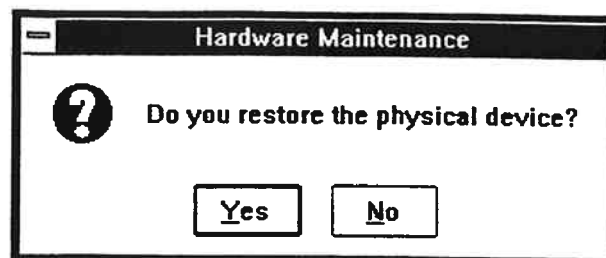 Hardware Maintenance
Do you restore the physical device?
Yes
No